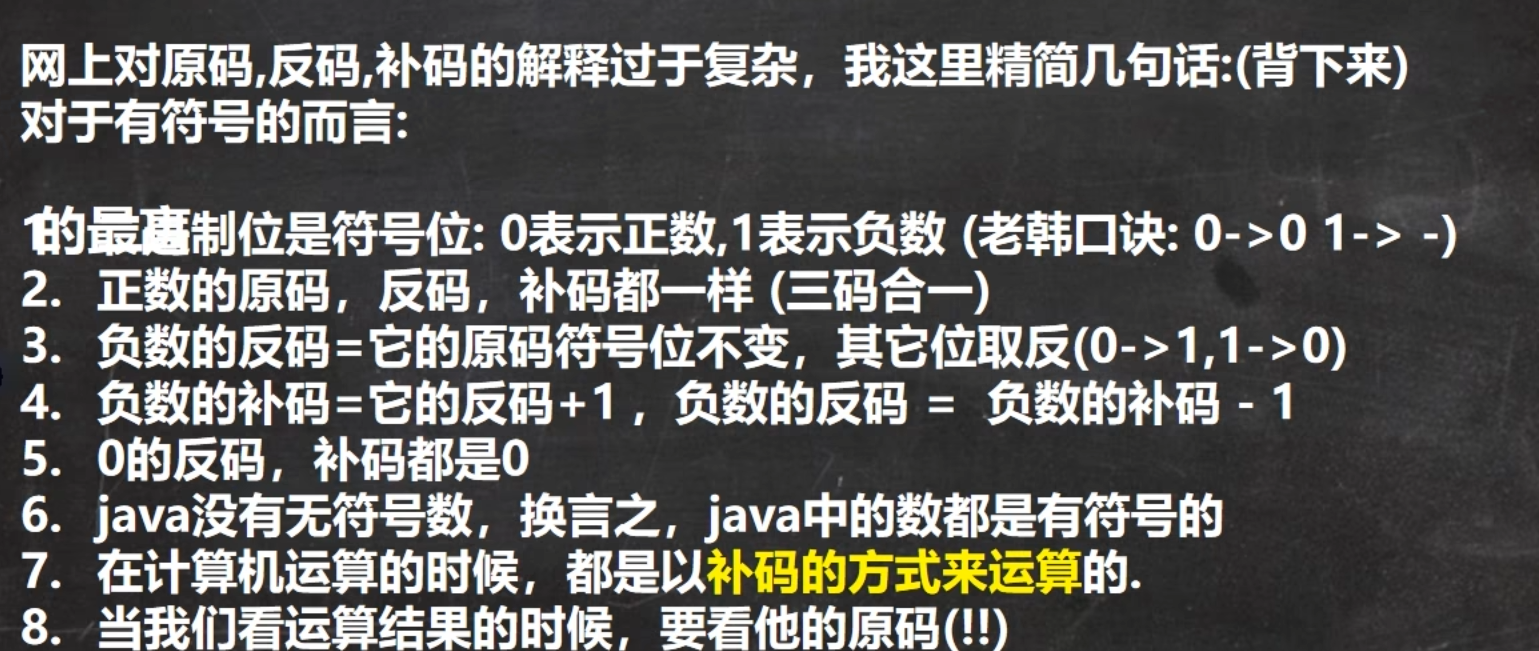 网上对原码,反码,补码的解释过于复杂，我这里精简几句话:(背下来)
对于有符号的而言:
1 的最高 制位是符号位: 0表示正数,1表示负数 (老韩口诀: 0->0 1-> -)
2. 正数的原码，反码，补码都一样 (三码合一)
3. 负数的反码=它的原码符号位不变，其它位取反(0->1,1->0)
4. 负数的补码=它的反码+1 ，负数的反码 = 负数的补码 - 1
5. 0的反码，补码都是0
6. java没有无符号数，换言之，java中的数都是有符号的
7. 在计算机运算的时候，都是以补码的方式来运算的.
8. 当我们看运算结果的时候，要看他的原码(!!)